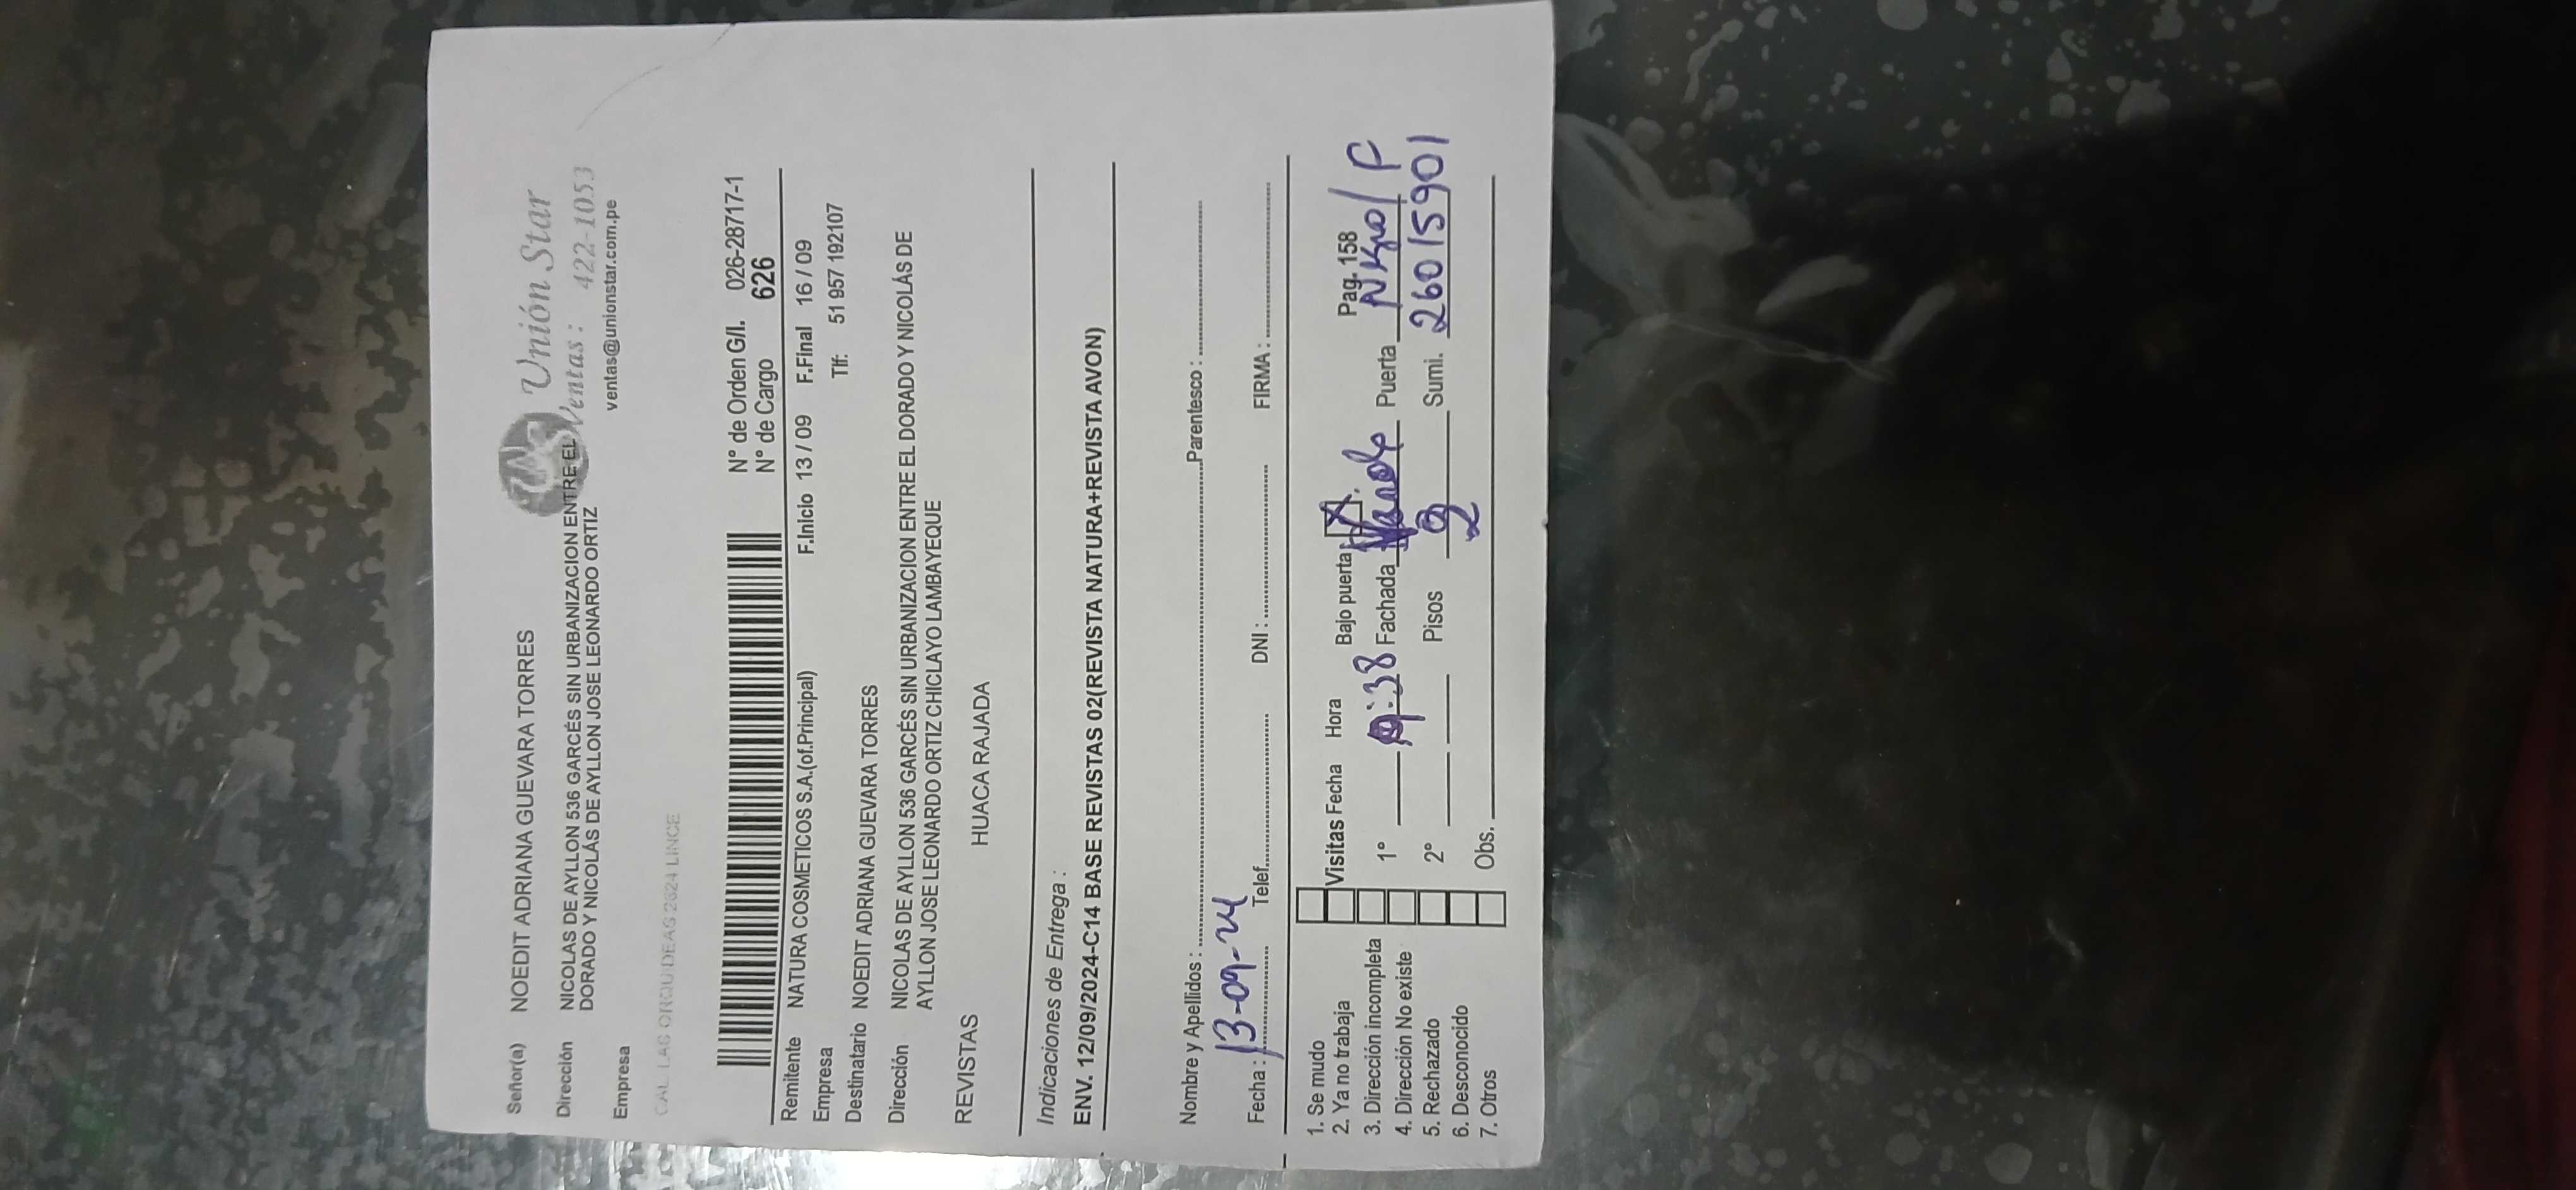 Unión Star
Ventas : 422-1053
ventas@unionstar.com.pe
Señor(a) NOEDIT ADRIANA GUEVARA TORRES
Dirección NICOLAS DE AYLLON 536 GARCÉS SIN URBANIZACION ENTRE EL
DORADO Y NICOLÁS DE AYLLON JOSE LEONARDO ORTIZ
Empresa
CAL. LAS ORQUIDEAS 2624 LINCE
N° de Orden G/I. 026-28717-1
N° de Cargo 626
Remitente NATURA COSMETICOS S.A.(of.Principal) F.Inicio 13 / 09 F.Final 16 / 09
Empresa Tlf: 51 957 192107
Destinatario NOEDIT ADRIANA GUEVARA TORRES
Dirección NICOLAS DE AYLLON 536 GARCÉS SIN URBANIZACION ENTRE EL DORADO Y NICOLÁS DE
AYLLON JOSE LEONARDO ORTIZ CHICLAYO LAMBAYEQUE
REVISTAS HUACA RAJADA
Indicaciones de Entrega :
ENV. 12/09/2024-C14 BASE REVISTAS 02(REVISTA NATURA+REVISTA AVON)
Nombre y Apellidos : Parentesco :
Fecha : 13-09-24 Telef. DNI : FIRMA :
1. Se mudo
2. Ya no trabaja
3. Dirección incompleta
4. Dirección No existe
5. Rechazado
6. Desconocido
7. Otros
Visitas Fecha Hora Bajo puerta X Pag. 158
1° 9:38 Fachada Puerta
2° Pisos 2 Sumi. 26015901
Obs.